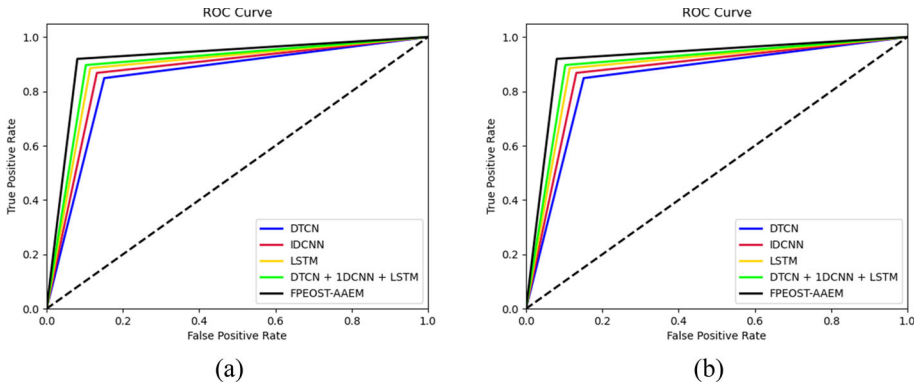 ROC Curve
1.0
0.8
0.6
0.4
0.2
0.0
True Positive Rate
DTCN
IDCNN
LSTM
DTCN + 1DCNN + LSTM
FPEOST-AAEM
0.0 0.2 0.4 0.6 0.8 1.0
False Positive Rate
(a)
ROC Curve
1.0
0.8
0.6
0.4
0.2
0.0
True Positive Rate
DTCN
IDCNN
LSTM
DTCN + 1DCNN + LSTM
FPEOST-AAEM
0.0 0.2 0.4 0.6 0.8 1.0
False Positive Rate
(b)